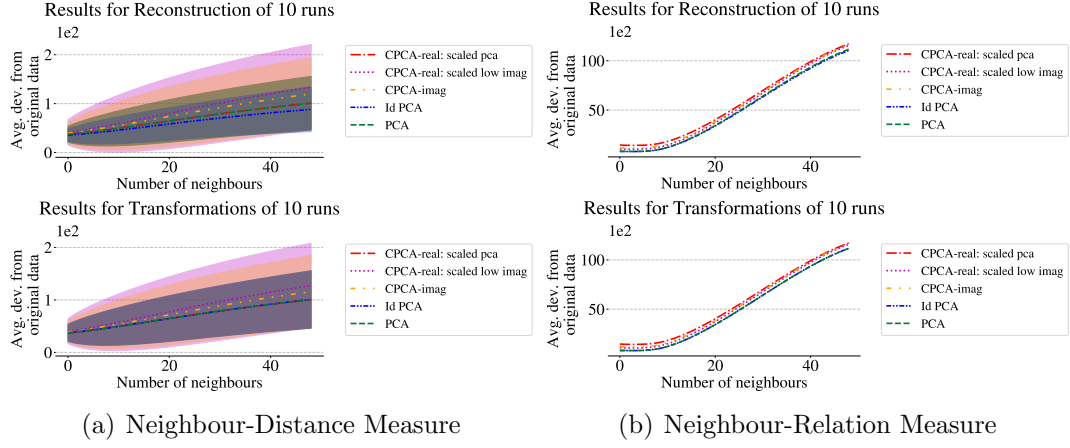 Results for Reconstruction of 10 runs
1e2
2
1
0
Avg. dev. from
original data
0 20 40
Number of neighbours
CPCA-real: scaled pca
CPCA-real: scaled low imag
CPCA-imag
Id PCA
PCA
Results for Reconstruction of 10 runs
1e2
100
50
Avg. dev. from
original data
0 20 40
Number of neighbours
CPCA-real: scaled pca
CPCA-real: scaled low imag
CPCA-imag
Id PCA
PCA
Results for Transformations of 10 runs
1e2
2
1
0
Avg. dev. from
original data
0 20 40
Number of neighbours
CPCA-real: scaled pca
CPCA-real: scaled low imag
CPCA-imag
Id PCA
PCA
Results for Transformations of 10 runs
1e2
100
50
Avg. dev. from
original data
0 20 40
Number of neighbours
CPCA-real: scaled pca
CPCA-real: scaled low imag
CPCA-imag
Id PCA
PCA
(a) Neighbour-Distance Measure
(b) Neighbour-Relation Measure